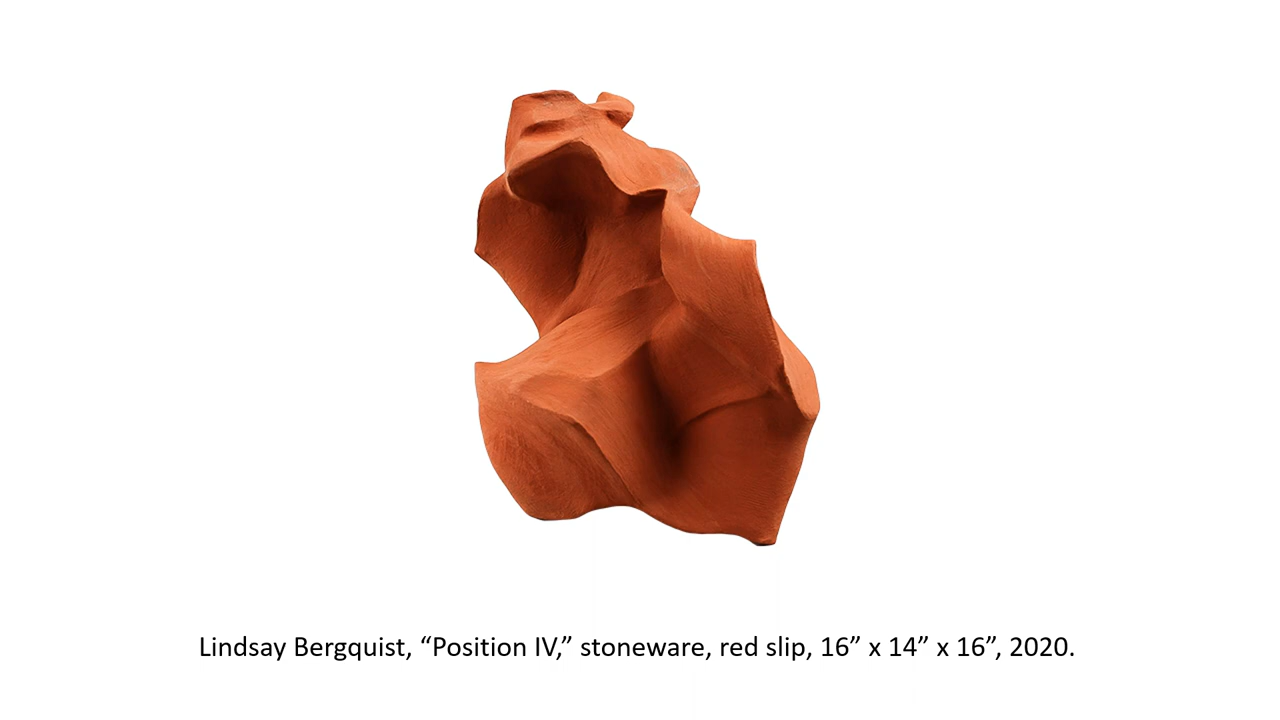 Lindsay Bergquist, “Position IV,” stoneware, red slip, 16” x 14” x 16”, 2020.